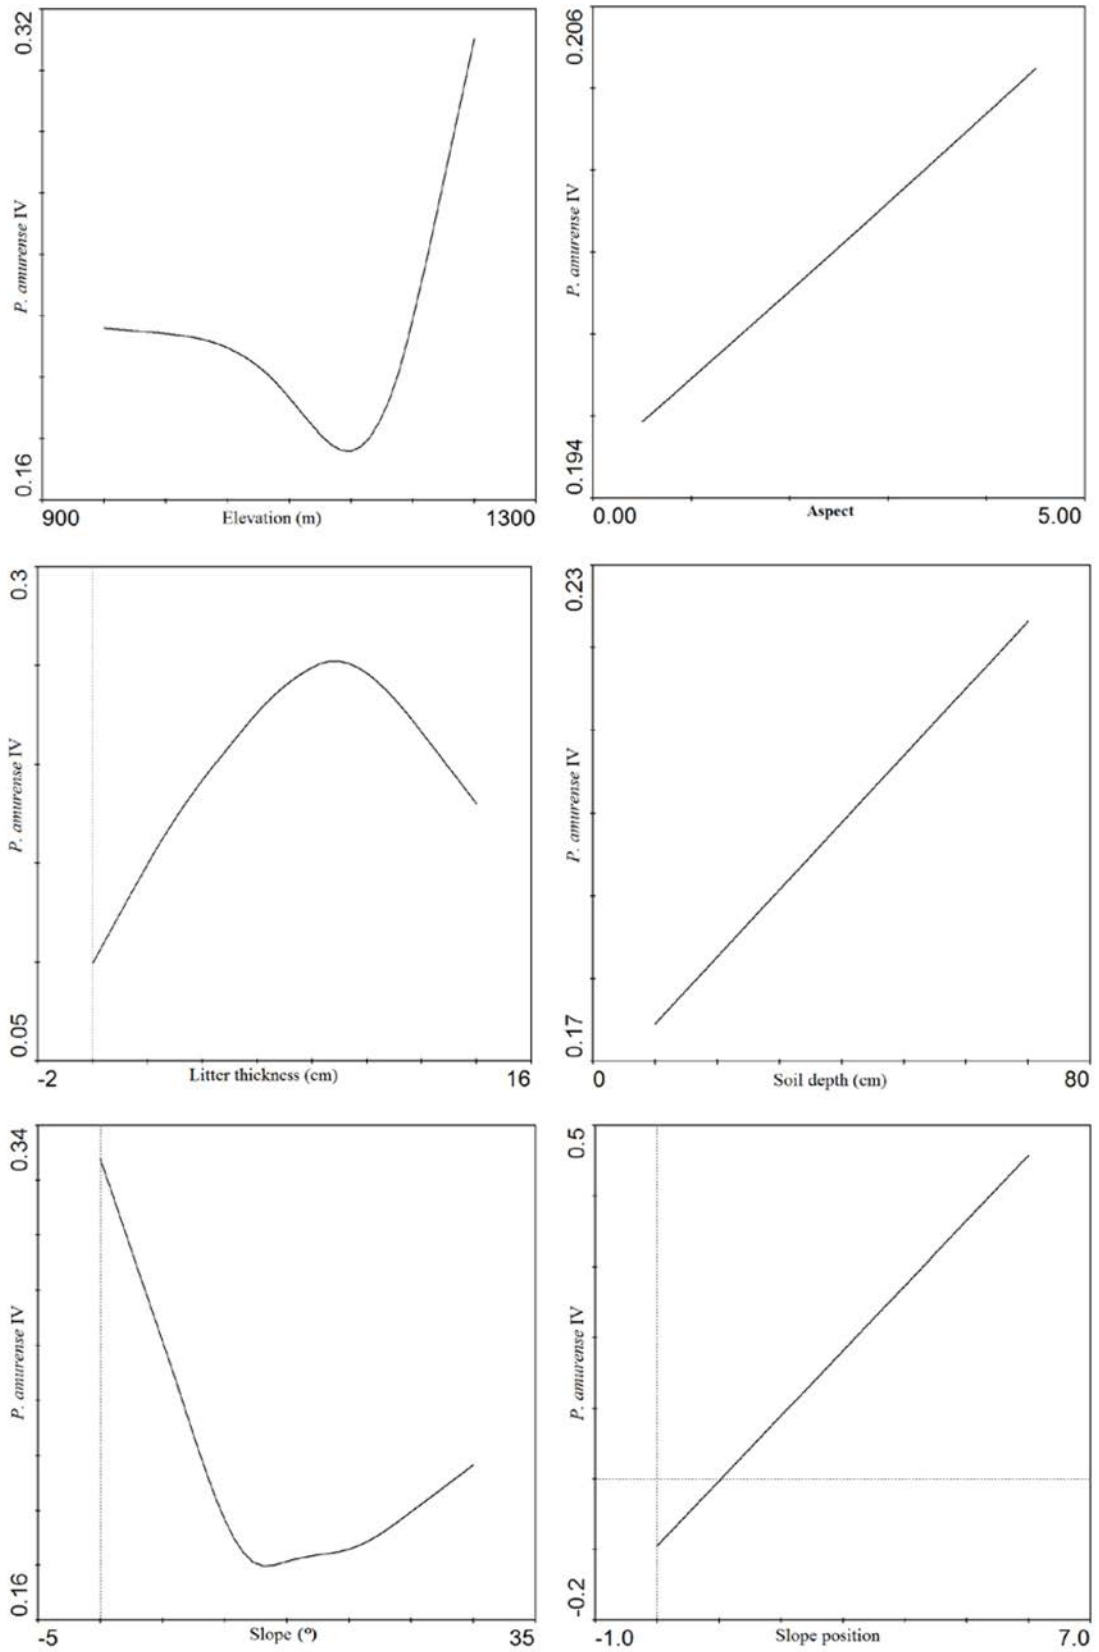 0.32
P. amurense IV
0.16
900
Elevation (m)
1300
0.206
P. amurense IV
0.194
0.00
Aspect
5.00
0.3
P. amurense IV
0.05
-2
Litter thickness (cm)
16
0.23
P. amurense IV
0.17
0
Soil depth (cm)
80
0.34
P. amurense IV
0.16
-5
Slope (°)
35
0.5
P. amurense IV
-0.2
-1.0
Slope position
7.0